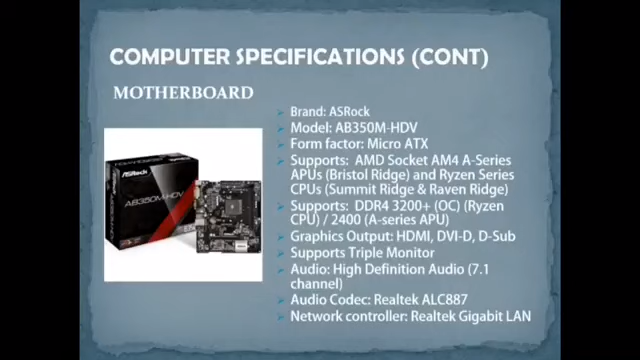 COMPUTER SPECIFICATIONS (CONT)
MOTHERBOARD
Brand: ASRock
Model: AB350M-HDV
Form factor: Micro ATX
Supports: AMD Socket AM4 A-Series
APUs (Bristol Ridge) and Ryzen Series
CPUs (Summit Ridge & Raven Ridge)
Supports: DDR4 3200+ (OC) (Ryzen
CPU) / 2400 (A-series APU)
Graphics Output: HDMI, DVI-D, D-Sub
Supports Triple Monitor
Audio: High Definition Audio (7.1
channel)
Audio Codec: Realtek ALC887
Network controller: Realtek Gigabit LAN
ASRock
AB350M-HDV